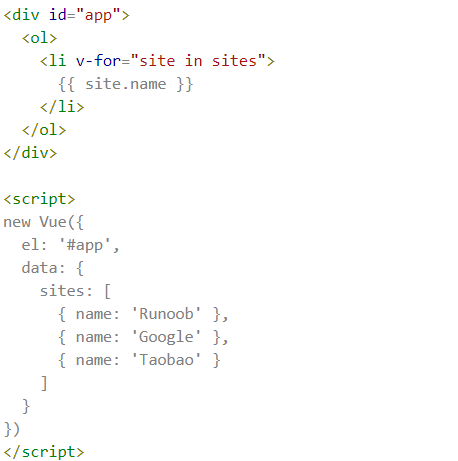 <div id="app">
  <ol>
    <li v-for="site in sites">
      {{ site.name }}
    </li>
  </ol>
</div>

<script>
new Vue({
  el: '#app',
  data: {
    sites: [
      { name: 'Runoob' },
      { name: 'Google' },
      { name: 'Taobao' }
    ]
  }
})
</script>